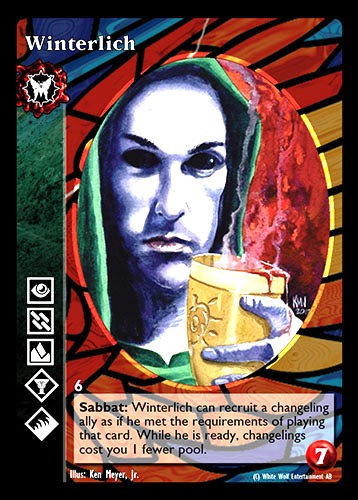 Winterlich
6
Sabbat: Winterlich can recruit a changeling
ally as if he met the requirements of playing
that card. While he is ready, changelings
cost you 1 fewer pool.
7
Illus: Ken Meyer, Jr.
(C) White Wolf Entertainment AB